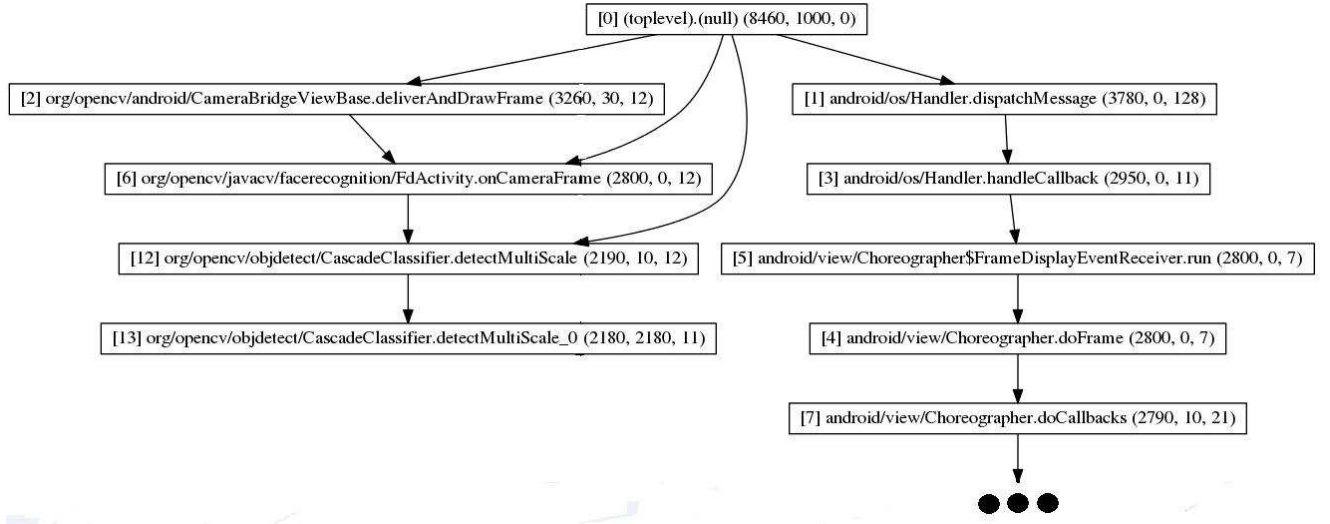 [0] (toplevel).(null) (8460, 1000, 0)
[2] org/opencv/android/CameraBridgeViewBase.deliverAndDrawFrame (3260, 30, 12)
[1] android/os/Handler.dispatchMessage (3780, 0, 128)
[6] org/opencv/javacv/facerecognition/FdActivity.onCameraFrame (2800, 0, 12)
[3] android/os/Handler.handleCallback (2950, 0, 11)
[12] org/opencv/objdetect/CascadeClassifier.detectMultiScale (2190, 10, 12)
[5] android/view/Choreographer$FrameDisplayEventReceiver.run (2800, 0, 7)
[13] org/opencv/objdetect/CascadeClassifier.detectMultiScale_0 (2180, 2180, 11)
[4] android/view/Choreographer.doFrame (2800, 0, 7)
[7] android/view/Choreographer.doCallbacks (2790, 10, 21)